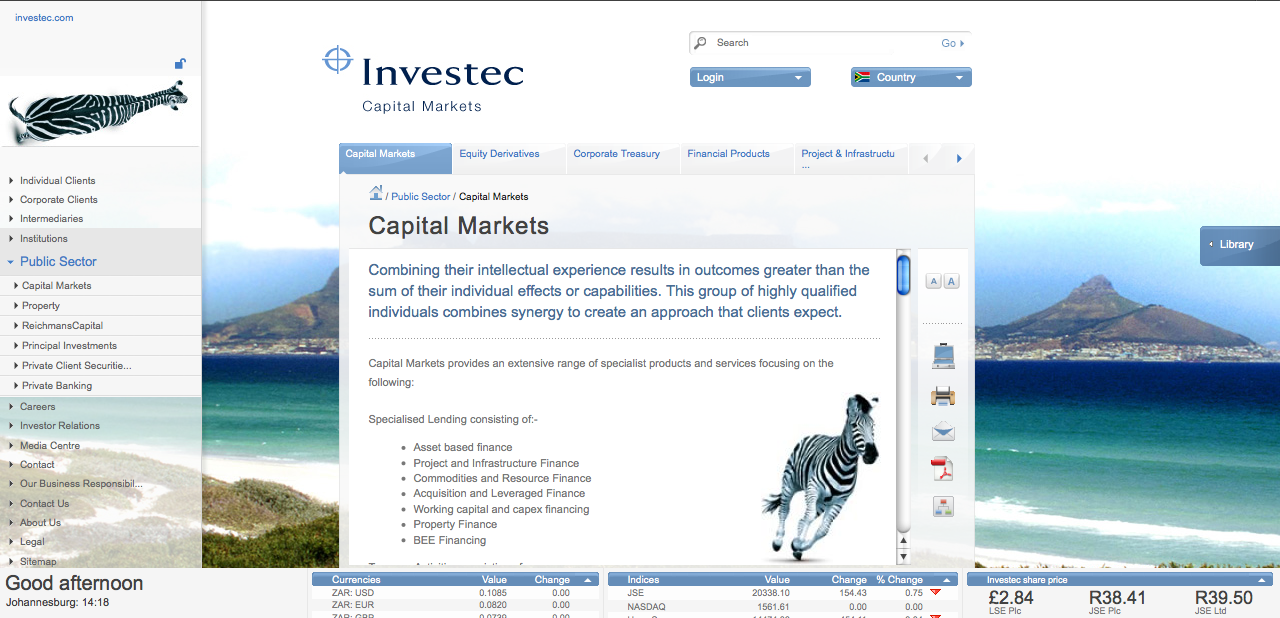 investec.com
Search
Go
Investec
Login
Country
Capital Markets
Capital Markets
Equity Derivatives
Corporate Treasury
Financial Products
Project & Infrastructu
...
Individual Clients
Corporate Clients
Intermediaries
Institutions
Public Sector
Capital Markets
Property
ReichmansCapital
Principal Investments
Private Client Securitie...
Private Banking
Careers
Investor Relations
Media Centre
Contact
Our Business Responsibil...
Contact Us
About Us
Legal
Sitemap
/ Public Sector / Capital Markets
Capital Markets
Library
Combining their intellectual experience results in outcomes greater than the
sum of their individual effects or capabilities. This group of highly qualified
individuals combines synergy to create an approach that clients expect.
A A
Capital Markets provides an extensive range of specialist products and services focusing on the
following:
Specialised Lending consisting of:-
Asset based finance
Project and Infrastructure Finance
Commodities and Resource Finance
Acquisition and Leveraged Finance
Working capital and capex financing
Property Finance
BEE Financing
Good afternoon
Johannesburg: 14:18
Currencies Value Change
ZAR: USD 0.1085 0.00
ZAR: EUR 0.0820 0.00
ZAR: GBP 0.0739 0.00
Indices Value Change % Change
JSE 20338.10 154.43 0.75
NASDAQ 1561.61 0.00 0.00
Investec share price
£2.84 R38.41 R39.50
LSE Plc JSE Plc JSE Ltd